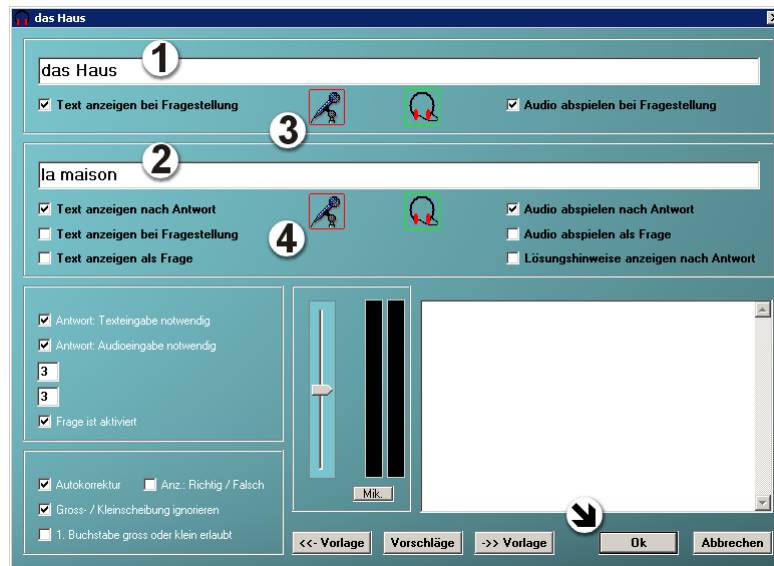 das Haus
1
das Haus
Text anzeigen bei Fragestellung
Audio abspielen bei Fragestellung
3
2
la maison
Text anzeigen nach Antwort
Audio abspielen nach Antwort
Text anzeigen bei Fragestellung
4
Audio abspielen als Frage
Text anzeigen als Frage
Lösungshinweise anzeigen nach Antwort
Antwort: Texteingabe notwendig
Antwort: Audioeingabe notwendig
3
3
Frage ist aktiviert
Autokorrektur
Anz.: Richtig / Falsch
Mik.
Gross- / Kleinscheibung ignorieren
1. Buchstabe gross oder klein erlaubt
<<- Vorlage
Vorschläge
->> Vorlage
Ok
Abbrechen